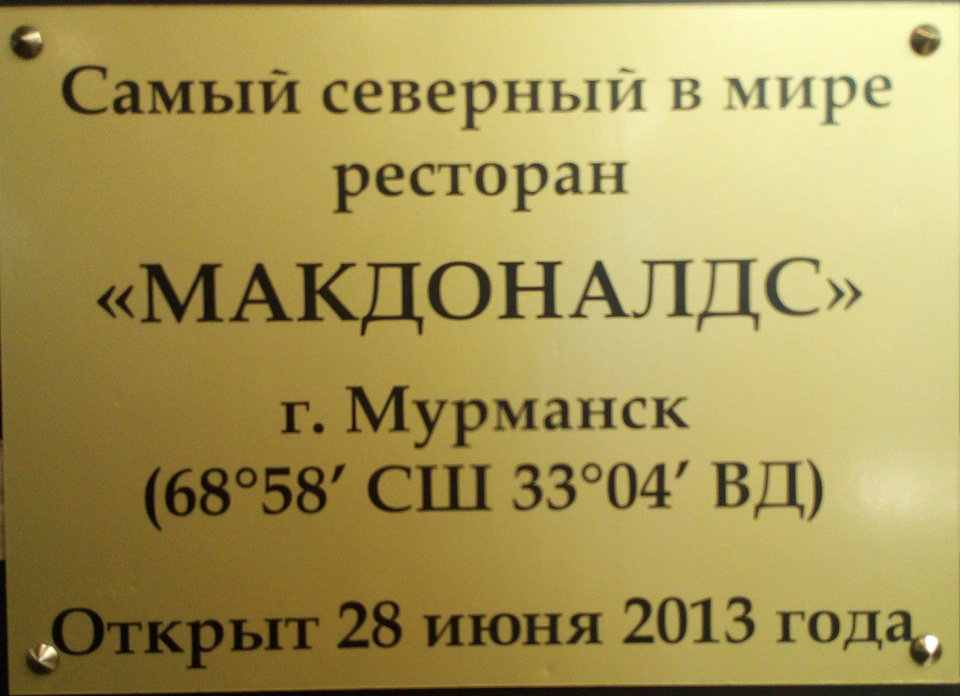 Самый северный в мире
ресторан
«МАКДОНАЛДС»
г. Мурманск
(68°58′ СШ 33°04′ ВД)
Открыт 28 июня 2013 года